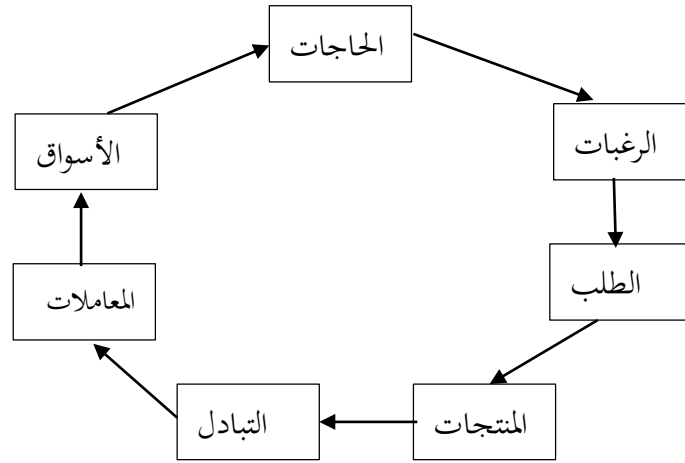 الحاجات
الرغبات
الطلب
المنتجات
التبادل
المعاملات
الأسواق